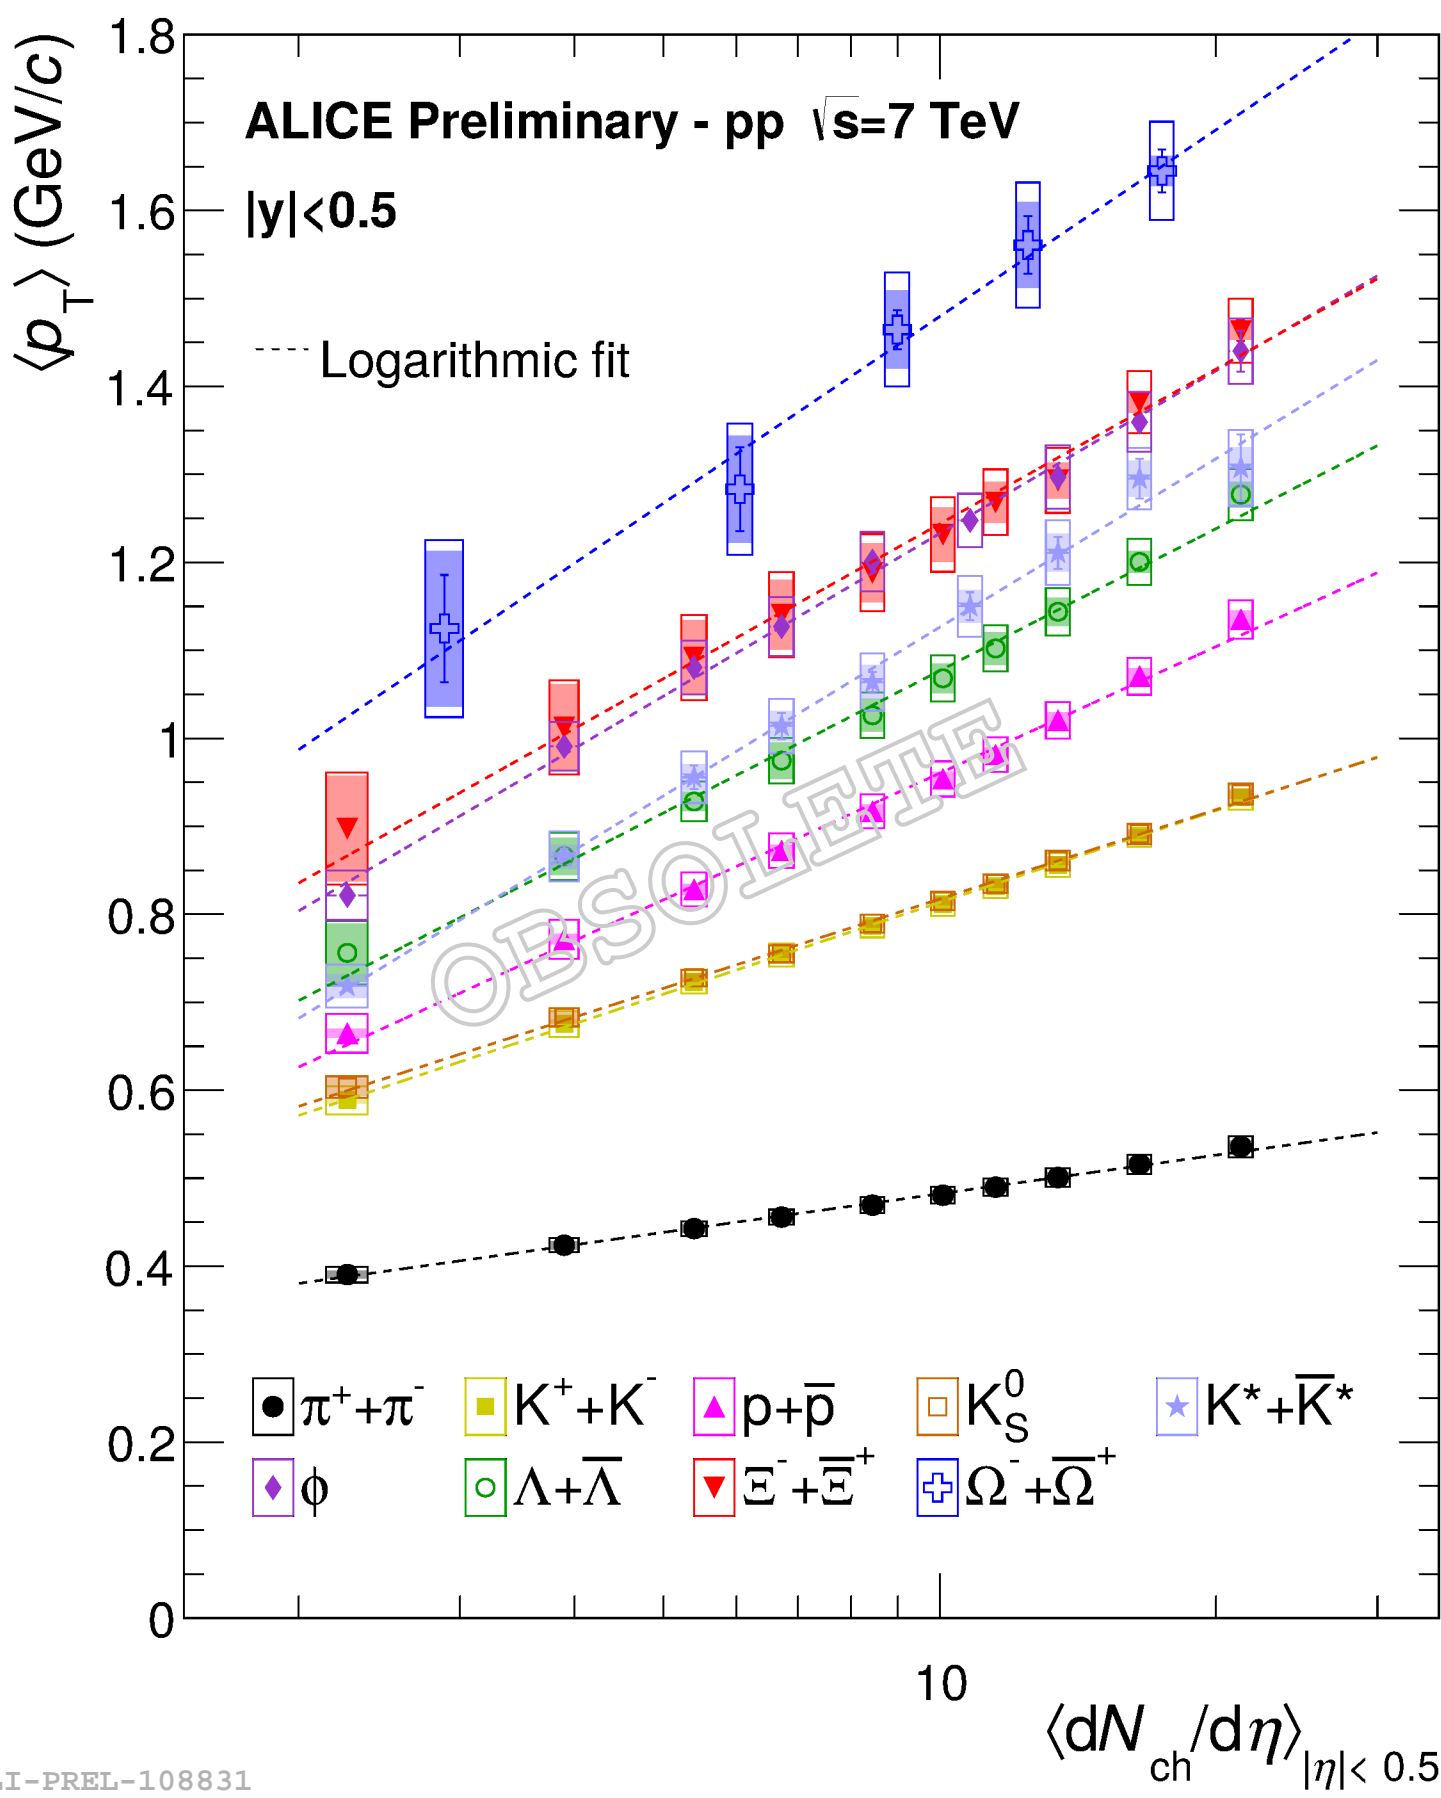 ⟨p_T⟩ (GeV/c)
1.8
1.6
1.4
1.2
1
0.8
0.6
0.4
0.2
0
ALICE Preliminary - pp √s=7 TeV
|y|<0.5
Logarithmic fit
OBSOLETE
π⁺+π⁻ K⁺+K⁻ p+p̅ K⁰_S K*+K̅*
ϕ Λ+Λ̅ Ξ⁻+Ξ̅⁺ Ω⁻+Ω̅⁺
10
⟨dN_ch/dη⟩_|η|< 0.5
I-PREL-108831